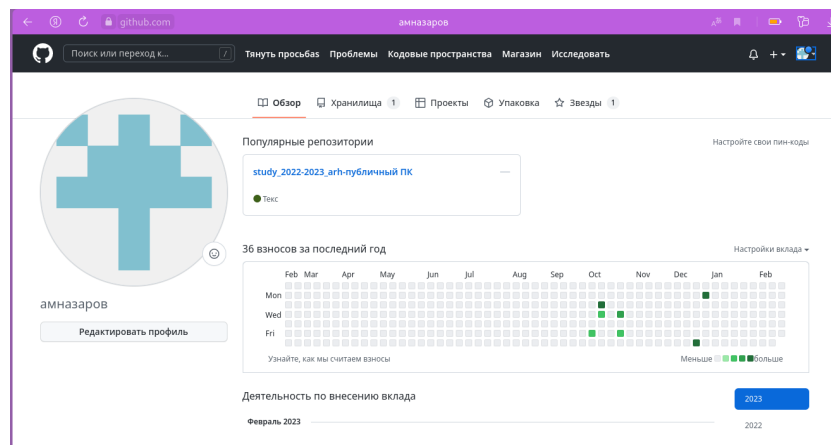 github.com
амназаров
Поиск или переход к...
/
Тянуть просьбас Проблемы Кодовые пространства Магазин Исследовать
Обзор Хранилища 1 Проекты Упаковка Звезды 1
Популярные репозитории
Настройте свои пин-коды
study_2022-2023_arh-публичный ПК
Текс
36 взносов за последний год
Настройки вклада
Feb Mar Apr May Jun Jul Aug Sep Oct Nov Dec Jan Feb
Mon
Wed
Fri
Узнайте, как мы считаем взносы
Меньше больше
амназаров
Редактировать профиль
Деятельность по внесению вклада
2023
Февраль 2023
2022